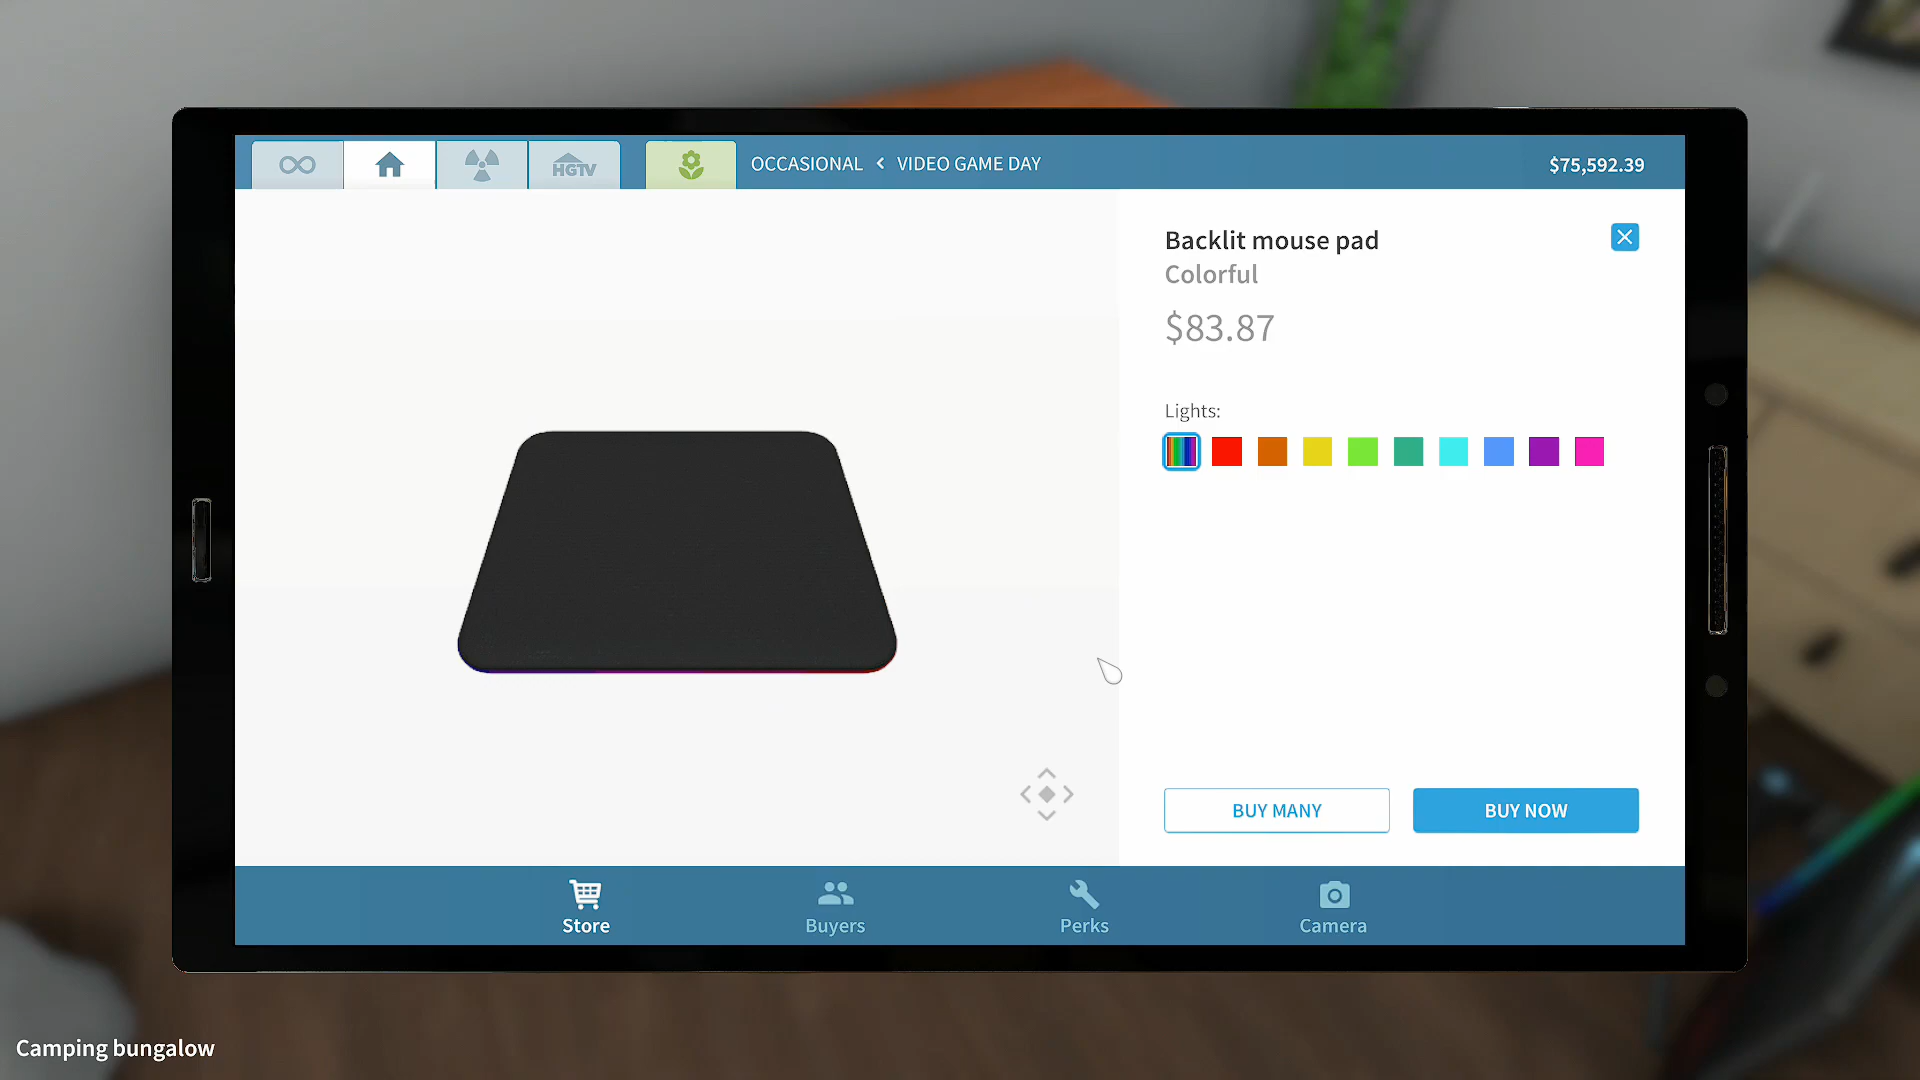 HGTV
OCCASIONAL < VIDEO GAME DAY
$75,592.39
Backlit mouse pad
Colorful
$83.87
Lights:
BUY MANY
BUY NOW
Store
Buyers
Perks
Camera
Camping bungalow